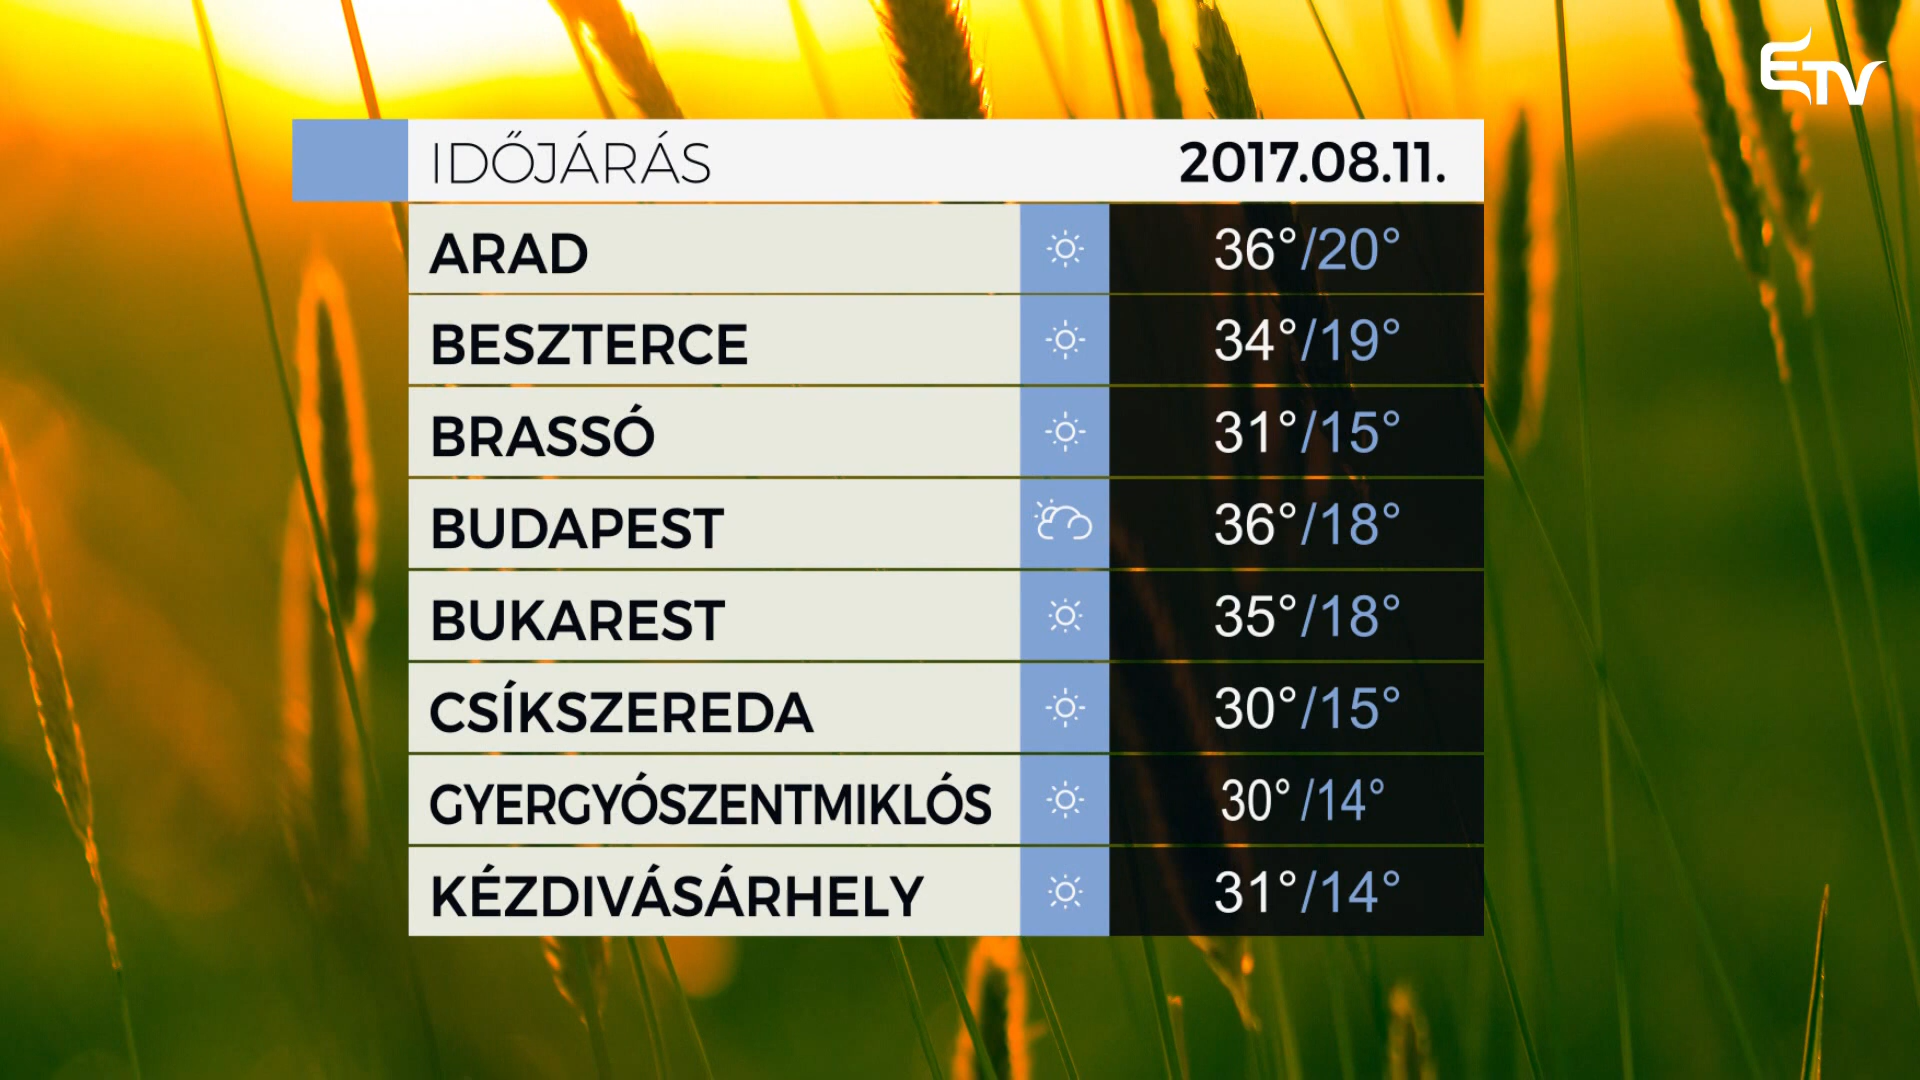 ETV
IDŐJÁRÁS 2017.08.11.
ARAD 36°/20°
BESZTERCE 34°/19°
BRASSÓ 31°/15°
BUDAPEST 36°/18°
BUKAREST 35°/18°
CSÍKSZEREDA 30°/15°
GYERGYÓSZENTMIKLÓS 30°/14°
KÉZDIVÁSÁRHELY 31°/14°